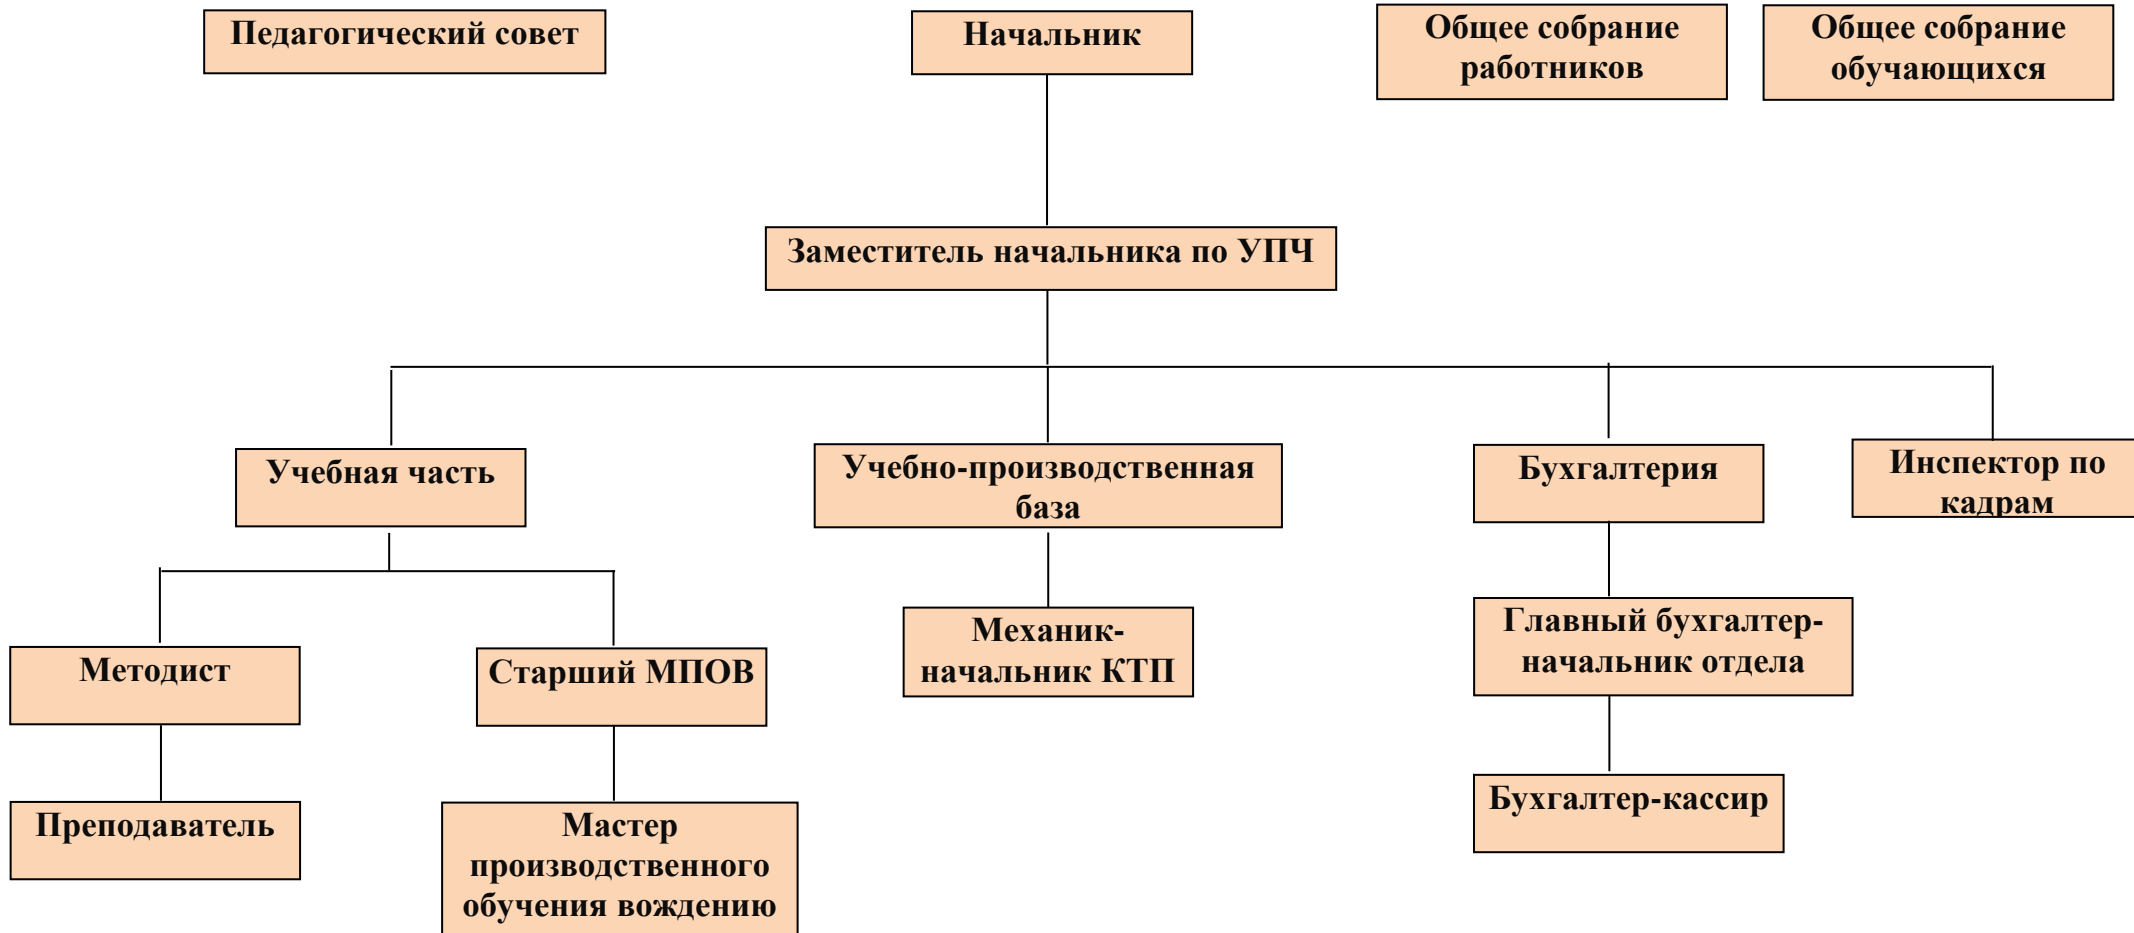 Педагогический совет
Начальник
Общее собрание
работников
Общее собрание
обучающихся
Заместитель начальника по УПЧ
Учебная часть
Учебно-производственная
база
Бухгалтерия
Инспектор по
кадрам
Методист
Старший МПОВ
Механик-
начальник КТП
Главный бухгалтер-
начальник отдела
Преподаватель
Мастер
производственного
обучения вождению
Бухгалтер-кассир